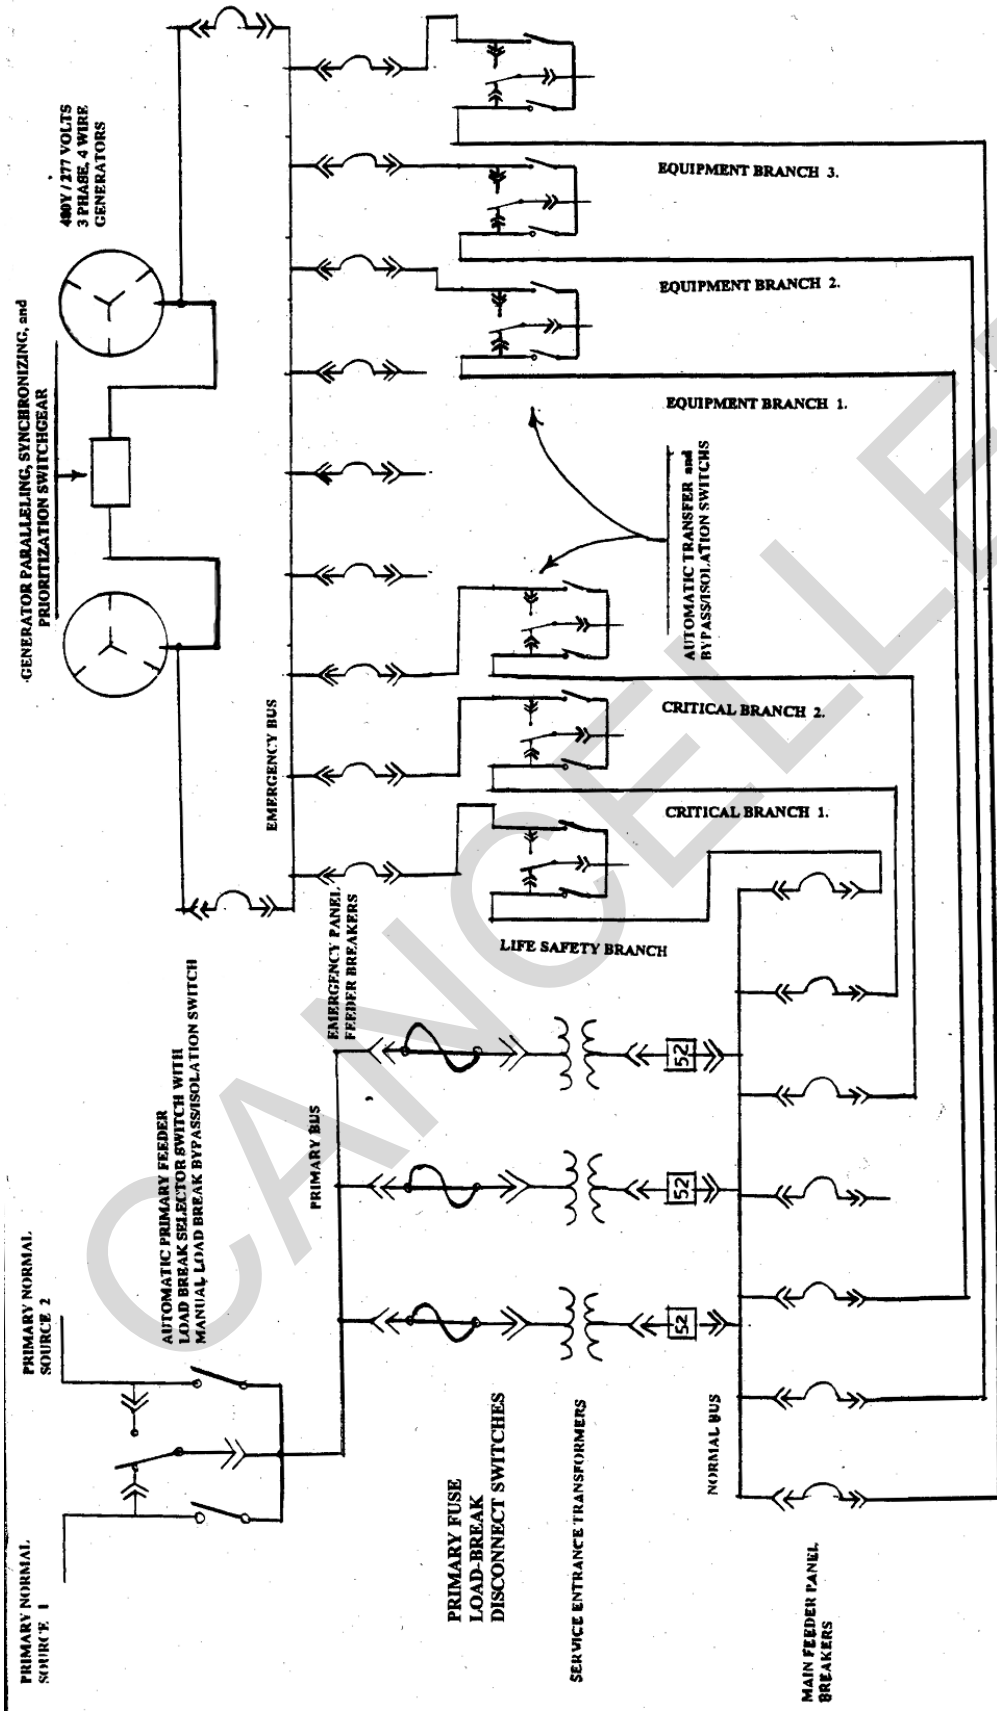 480Y / 277 VOLTS
3 PHASE, 4 WIRE
GENERATORS
GENERATOR PARALLELING, SYNCHRONIZING, and
PRIORITIZATION SWITCHGEAR
EQUIPMENT BRANCH 3.
EQUIPMENT BRANCH 2.
EQUIPMENT BRANCH 1.
AUTOMATIC TRANSFER and
BYPASS/ISOLATION SWITCHS
EMERGENCY BUS
CRITICAL BRANCH 2.
CRITICAL BRANCH 1.
EMERGENCY PANEL
FEEDER BREAKERS
LIFE SAFETY BRANCH
PRIMARY NORMAL
SOURCE 2
AUTOMATIC PRIMARY FEEDER
LOAD BREAK SELECTOR SWITCH WITH
MANUAL LOAD BREAK BYPASS/ISOLATION SWITCH
PRIMARY BUS
52
52
52
PRIMARY NORMAL
SOURCE 1
PRIMARY FUSE
LOAD-BREAK
DISCONNECT SWITCHES
SERVICE ENTRANCE TRANSFORMERS
NORMAL BUS
MAIN FEEDER PANEL
BREAKERS
CANCELLE